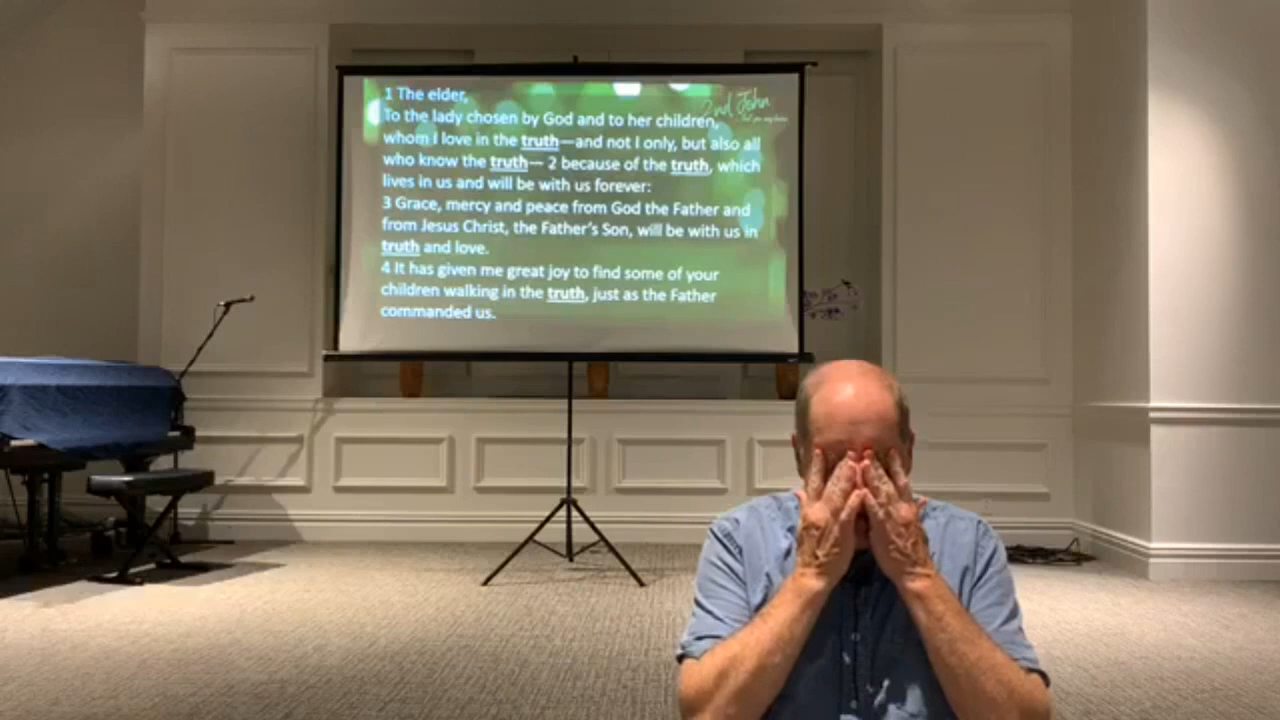 1 The elder,
2nd John
To the lady chosen by God and to her children,
whom I love in the truth—and not I only, but also all
who know the truth— 2 because of the truth, which
lives in us and will be with us forever:
3 Grace, mercy and peace from God the Father and
from Jesus Christ, the Father's Son, will be with us in
truth and love.
4 It has given me great joy to find some of your
children walking in the truth, just as the Father
commanded us.